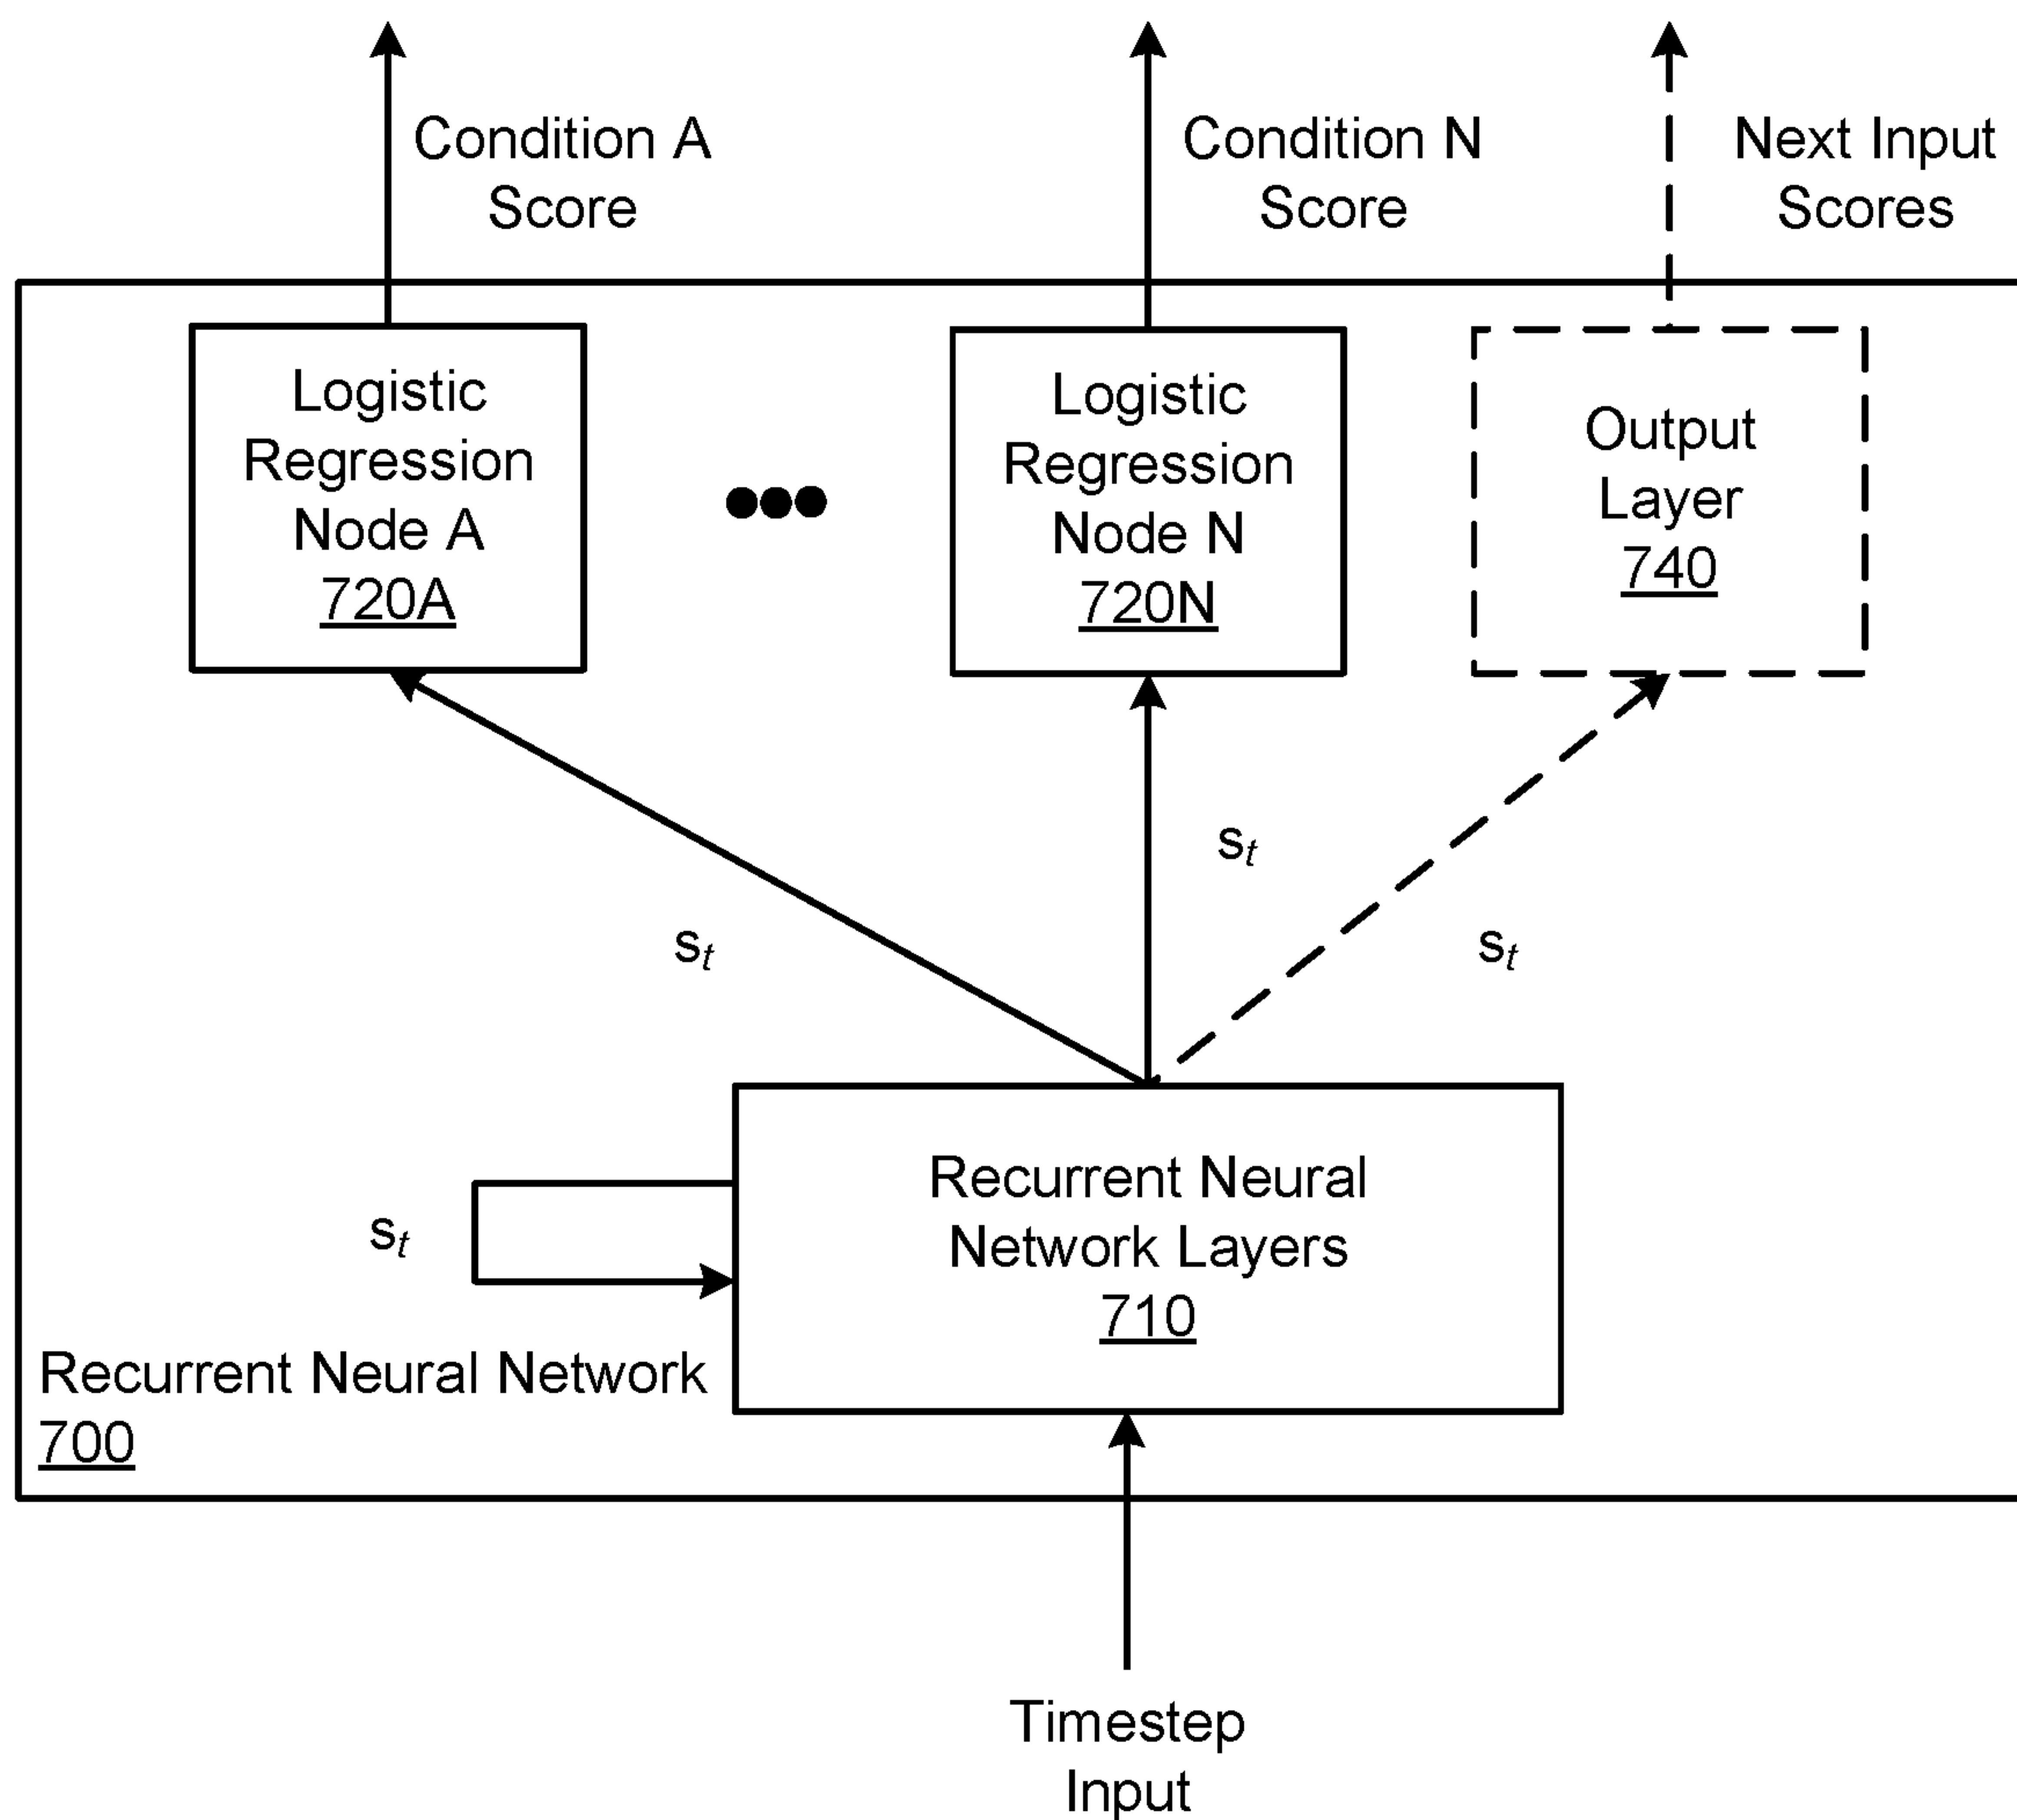 Condition A
Score
Condition N
Score
Next Input
Scores
Logistic
Regression
Node A
720A
Logistic
Regression
Node N
720N
Output
Layer
740
st
st
st
Recurrent Neural
Network Layers
710
st
Recurrent Neural Network
700
Timestep
Input